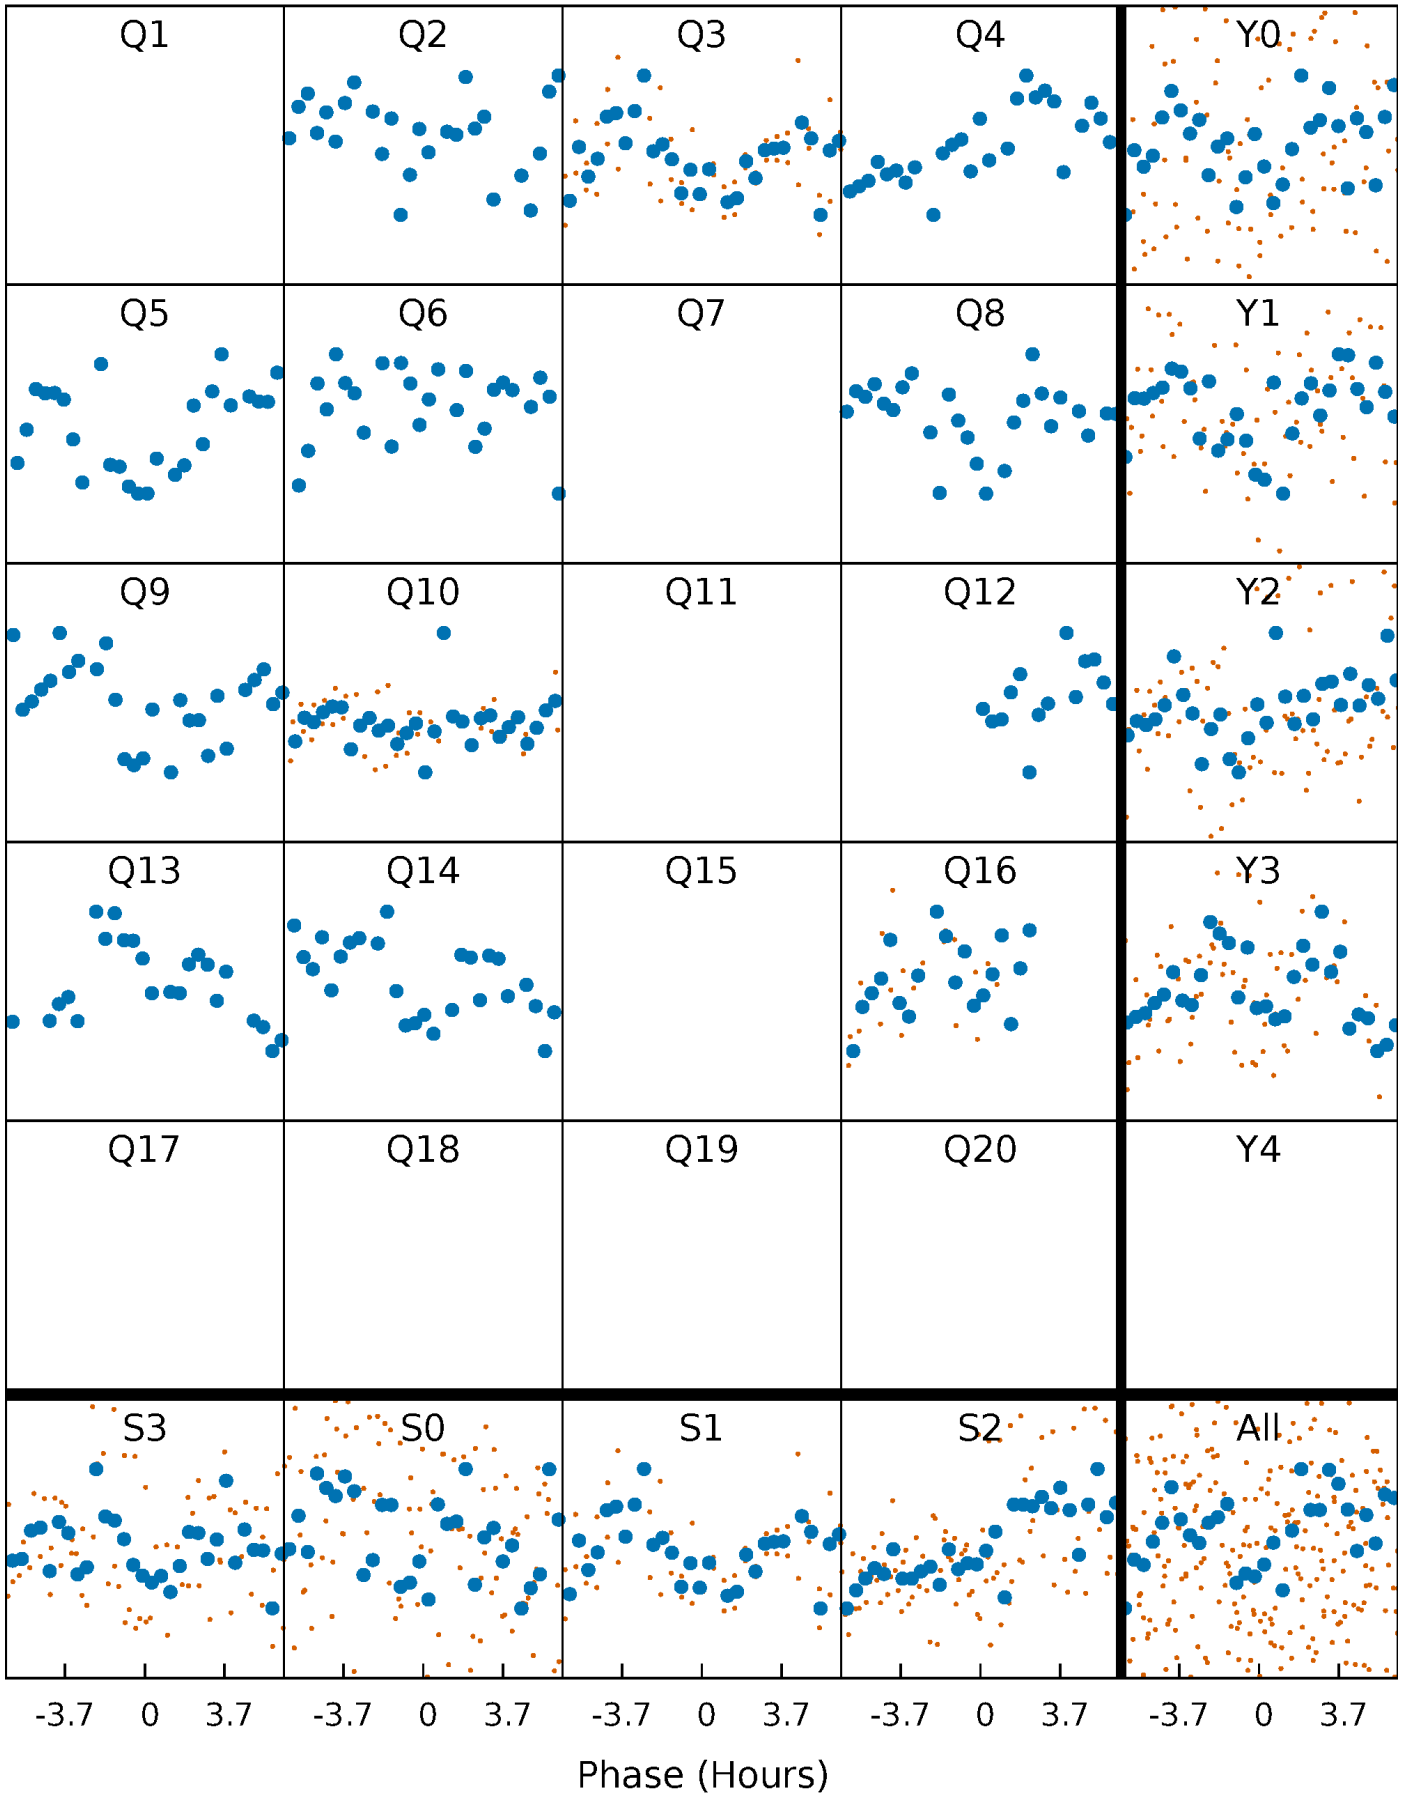 Q1 Q2 Q3 Q4 Y0
Q5 Q6 Q7 Q8 Y1
Q9 Q10 Q11 Q12 Y2
Q13 Q14 Q15 Q16 Y3
Q17 Q18 Q19 Q20 Y4
S3 S0 S1 S2 All
-3.7 0 3.7 -3.7 0 3.7 -3.7 0 3.7 -3.7 0 3.7 -3.7 0 3.7
Phase (Hours)